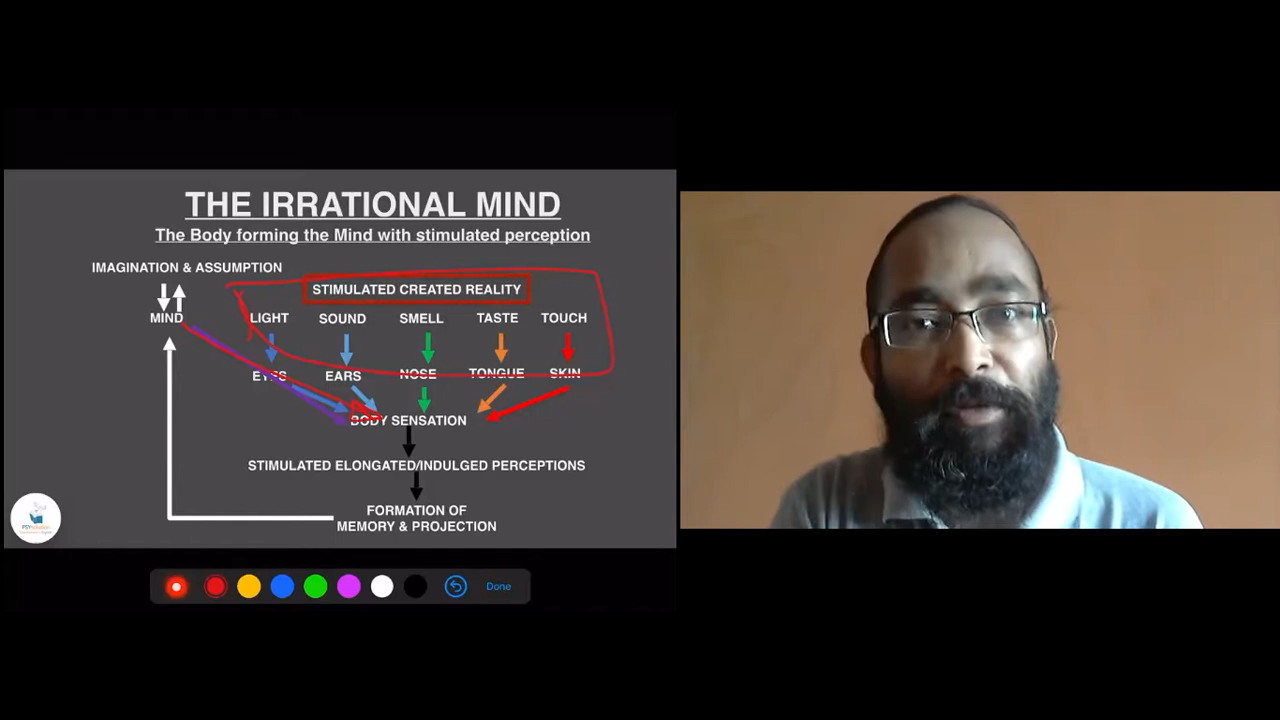 THE IRRATIONAL MIND
The Body forming the Mind with stimulated perception
IMAGINATION & ASSUMPTION
STIMULATED CREATED REALITY
MIND LIGHT SOUND SMELL TASTE TOUCH
EYES EARS NOSE TONGUE SKIN
BODY SENSATION
STIMULATED ELONGATED/INDULGED PERCEPTIONS
FORMATION OF
MEMORY & PROJECTION
Done